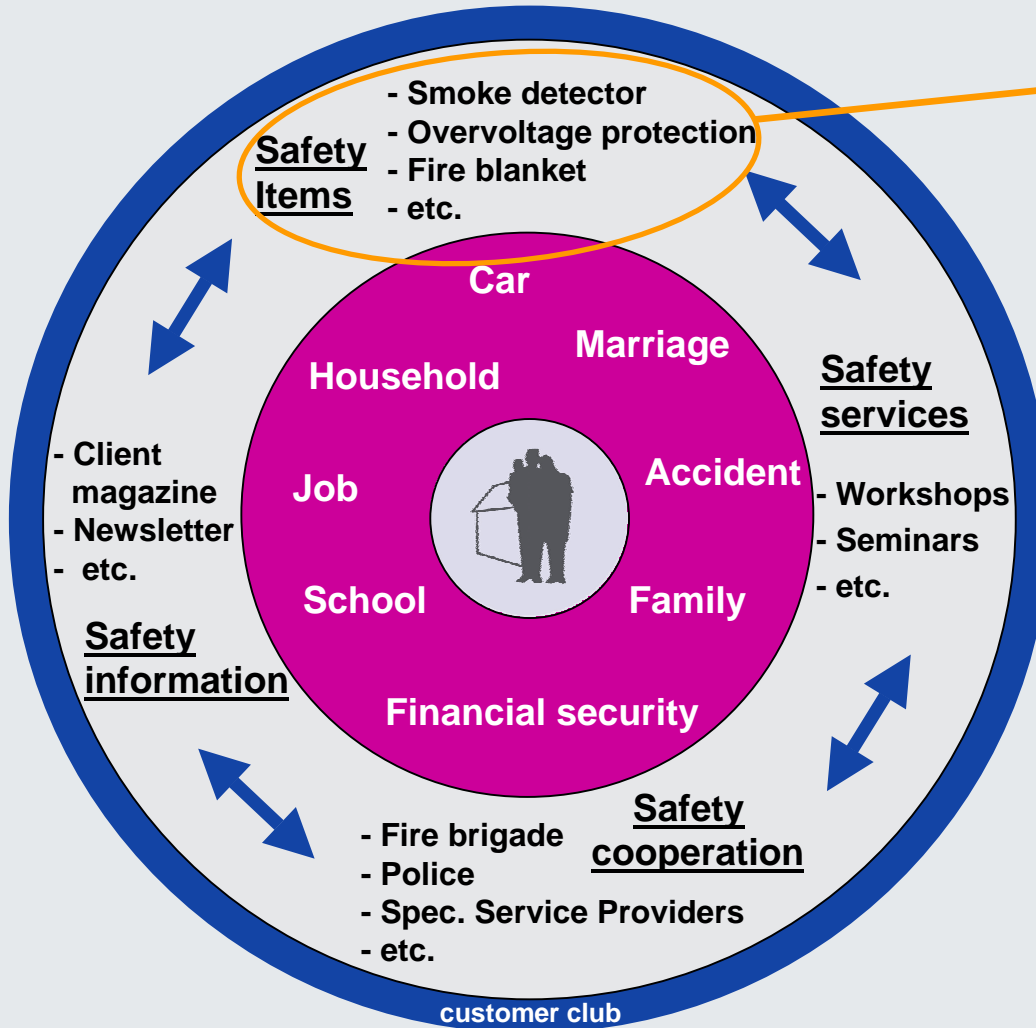 Safety
Items
- Smoke detector
- Overvoltage protection
- Fire blanket
- etc.
Car
Marriage
Household
Job
Accident
School
Family
Financial security
Safety
services
- Workshops
- Seminars
- etc.
- Client
magazine
- Newsletter
- etc.
Safety
information
Safety
cooperation
- Fire brigade
- Police
- Spec. Service Providers
- etc.
customer club